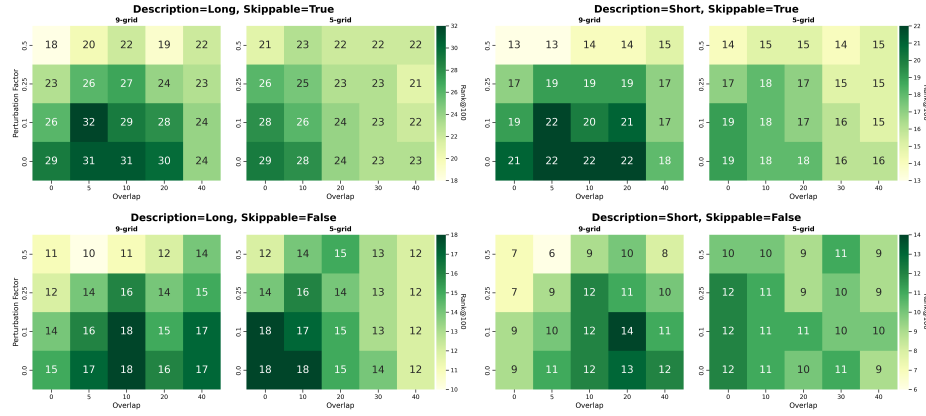 Description=Long, Skippable=True
9-grid
5-grid
Perturbation Factor
0.5 18 20 22 19 22
0.25 23 26 27 24 23
0.1 26 32 29 28 24
0.0 29 31 31 30 24
0 5 10 20 40
Overlap
21 23 22 22 22
26 25 23 23 21
28 26 24 23 22
29 28 24 23 23
0 10 20 30 40
Overlap
32
30
28
26
24
22
20
18
Rank@100
Description=Short, Skippable=True
9-grid
5-grid
0.5 13 13 14 14 15
0.25 17 19 19 19 17
0.1 19 22 20 21 17
0.0 21 22 22 22 18
0 5 10 20 40
Overlap
14 15 15 14 15
17 18 17 15 15
19 18 17 16 15
19 18 18 16 16
0 10 20 30 40
Overlap
22
21
20
19
18
17
16
15
14
13
Description=Long, Skippable=False
9-grid
5-grid
Perturbation Factor
0.5 11 10 11 12 14
0.25 12 14 16 14 15
0.1 14 16 18 15 17
0.0 15 17 18 16 17
0 5 10 20 40
Overlap
12 14 15 13 12
14 16 14 13 12
18 17 15 13 12
18 18 15 14 12
0 10 20 30 40
Overlap
18
17
16
15
14
13
12
11
10
Rank@100
Description=Short, Skippable=False
9-grid
5-grid
0.5 7 6 9 10 8
0.25 7 9 12 11 10
0.1 9 10 12 14 11
0.0 9 11 12 13 12
0 5 10 20 40
Overlap
10 10 9 11 9
12 11 9 10 9
12 11 11 10 10
12 11 10 11 9
0 10 20 30 40
Overlap
14
13
12
11
10
9
8
7
6